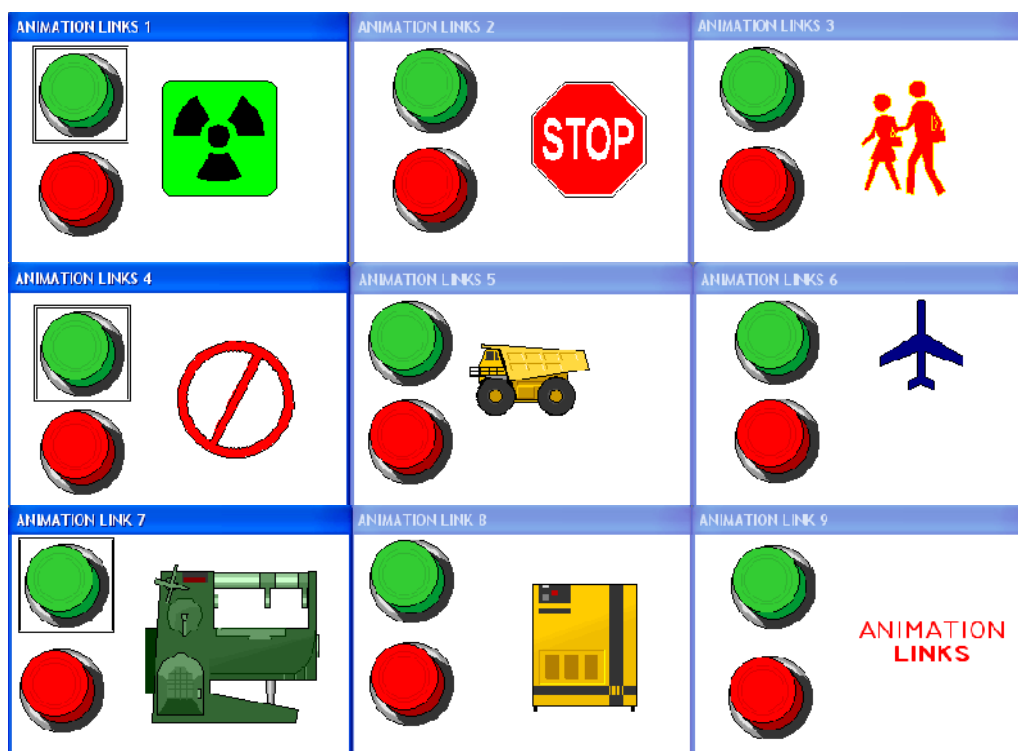 ANIMATION LINKS 1
ANIMATION LINKS 2
ANIMATION LINKS 3
STOP
ANIMATION LINKS 4
ANIMATION LINKS 5
ANIMATION LINKS 6
ANIMATION LINK 7
ANIMATION LINK 8
ANIMATION LINK 9
ANIMATION
LINKS